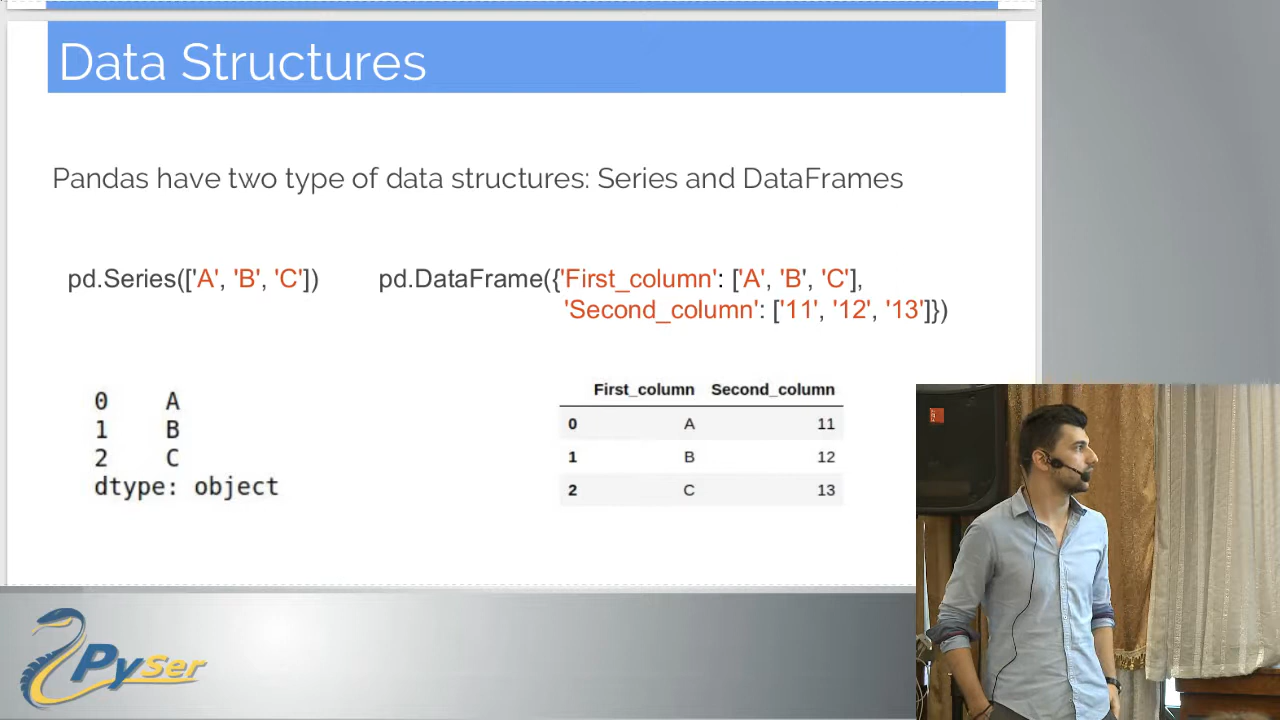 Data Structures
Pandas have two type of data structures: Series and DataFrames
pd.Series(['A', 'B', 'C'])
pd.DataFrame({'First_column': ['A', 'B', 'C'],
'Second_column': ['11', '12', '13']})
0 A
1 B
2 C
dtype: object
First_column Second_column
0 A 11
1 B 12
2 C 13
PySer